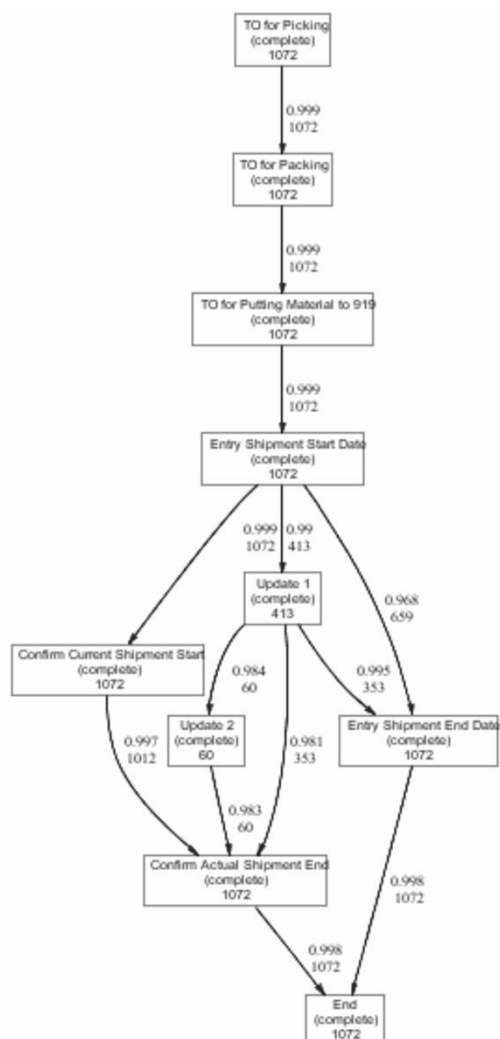 TO for Picking
(complete)
1072
0.999
1072
TO for Packing
(complete)
1072
0.999
1072
TO for Putting Material to 919
(complete)
1072
0.999
1072
Entry Shipment Start Date
(complete)
1072
0.999
1072
0.99
413
0.968
659
Update 1
(complete)
413
Confirm Current Shipment Start
(complete)
1072
0.984
60
0.995
353
Update 2
(complete)
60
Entry Shipment End Date
(complete)
1072
0.997
1012
0.981
353
0.983
60
Confirm Actual Shipment End
(complete)
1072
0.998
1072
0.998
1072
End
(complete)
1072